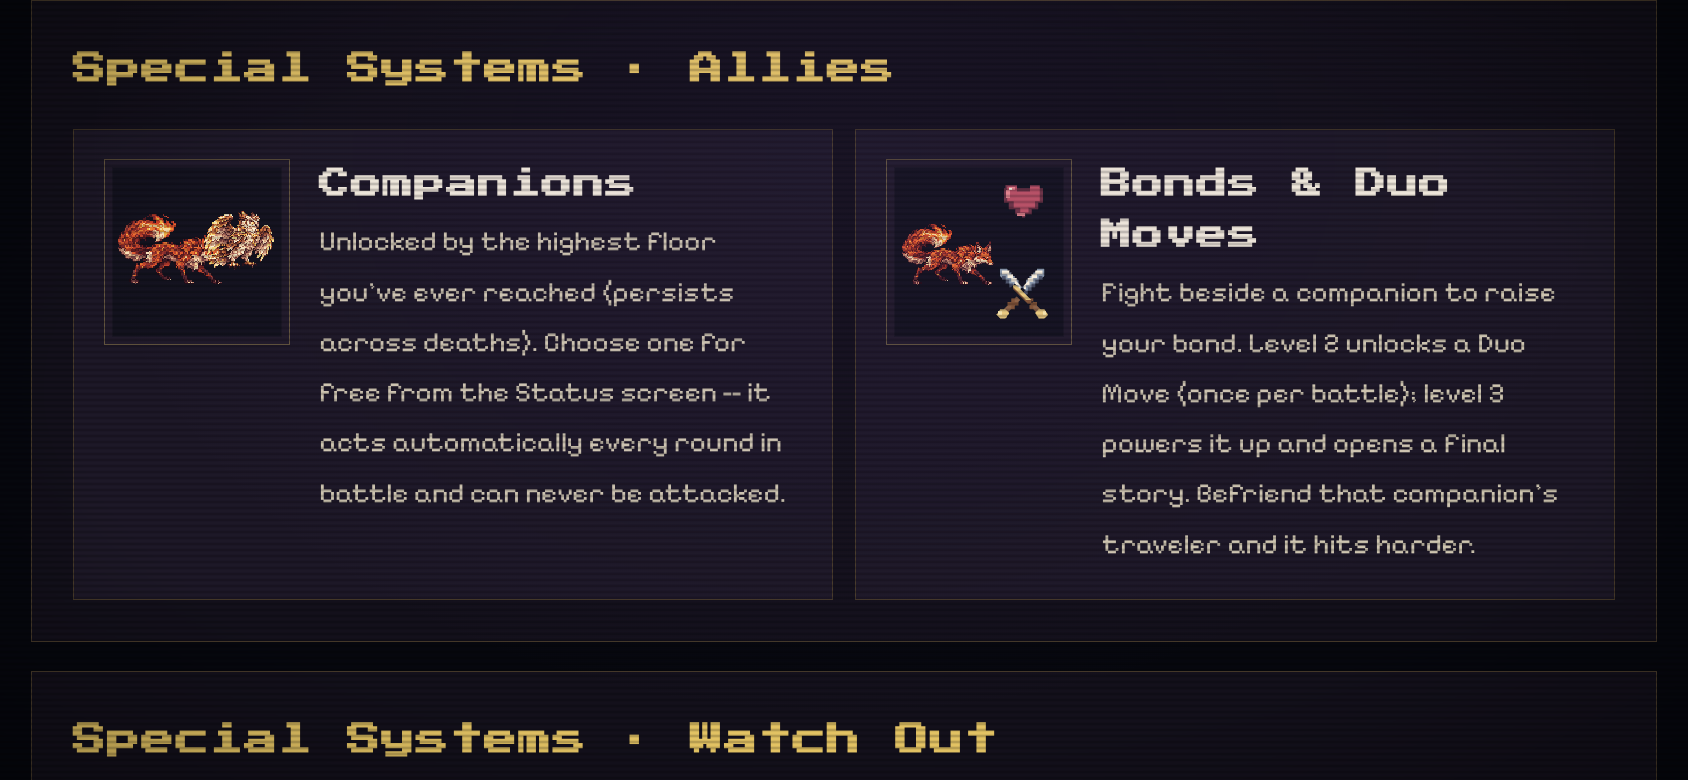 Special Systems · Allies
Companions
Unlocked by the highest floor
you've ever reached (persists
across deaths). Choose one for
free from the Status screen -- it
acts automatically every round in
battle and can never be attacked.
Bonds & Duo
Moves
Fight beside a companion to raise
your bond. Level 2 unlocks a Duo
Move (once per battle); level 3
powers it up and opens a final
story. Befriend that companion's
traveler and it hits harder.
Special Systems · Watch Out